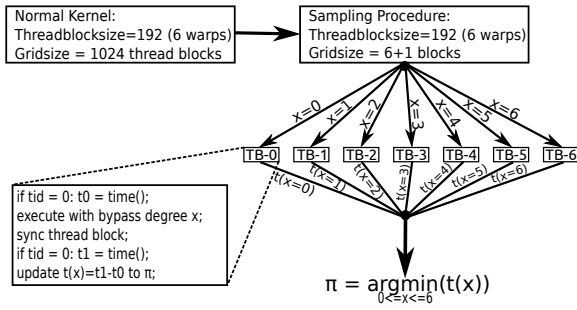 Normal Kernel:
Threadblocksize=192 (6 warps)
Gridsize = 1024 thread blocks
Sampling Procedure:
Threadblocksize=192 (6 warps)
Gridsize = 6+1 blocks
x=0
x=1
x=2
x=3
x=4
x=5
x=6
TB-0
TB-1
TB-2
TB-3
TB-4
TB-5
TB-6
t(x=0)
t(x=1)
t(x=2)
t(x=3)
t(x=4)
t(x=5)
t(x=6)
if tid = 0: t0 = time();
execute with bypass degree x;
sync thread block;
if tid = 0: t1 = time();
update t(x)=t1-t0 to π;
π = argmin(t(x))
0<=x<=6